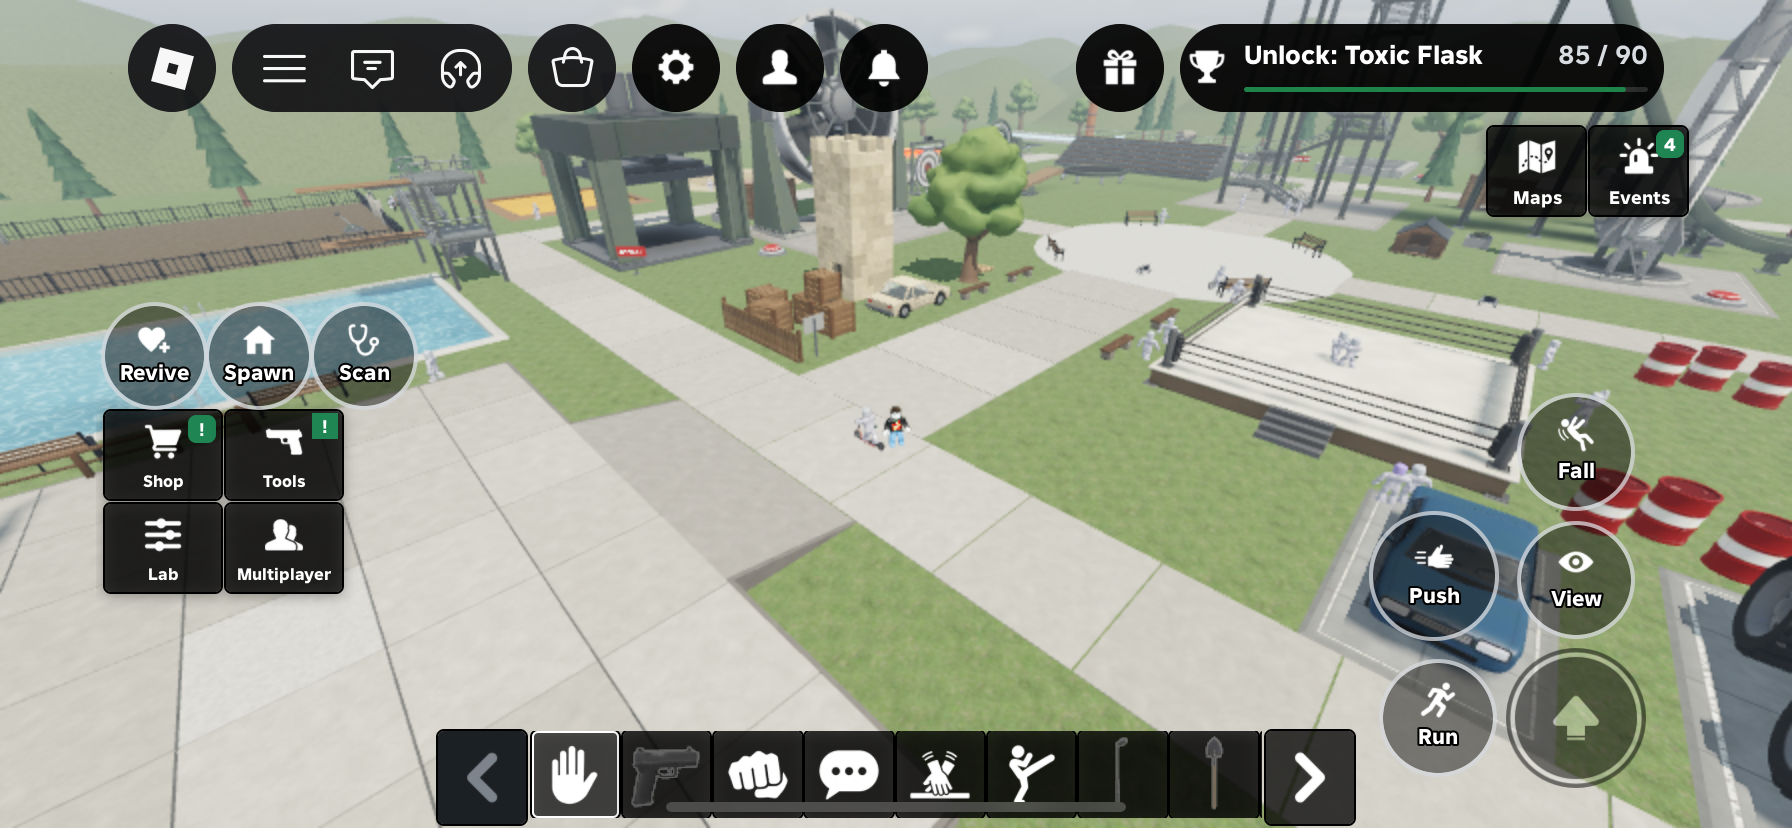 Unlock: Toxic Flask 85 / 90
Maps
Events
4
Revive
Spawn
Scan
!
!
Shop
Tools
Lab
Multiplayer
Fall
Push
View
Run